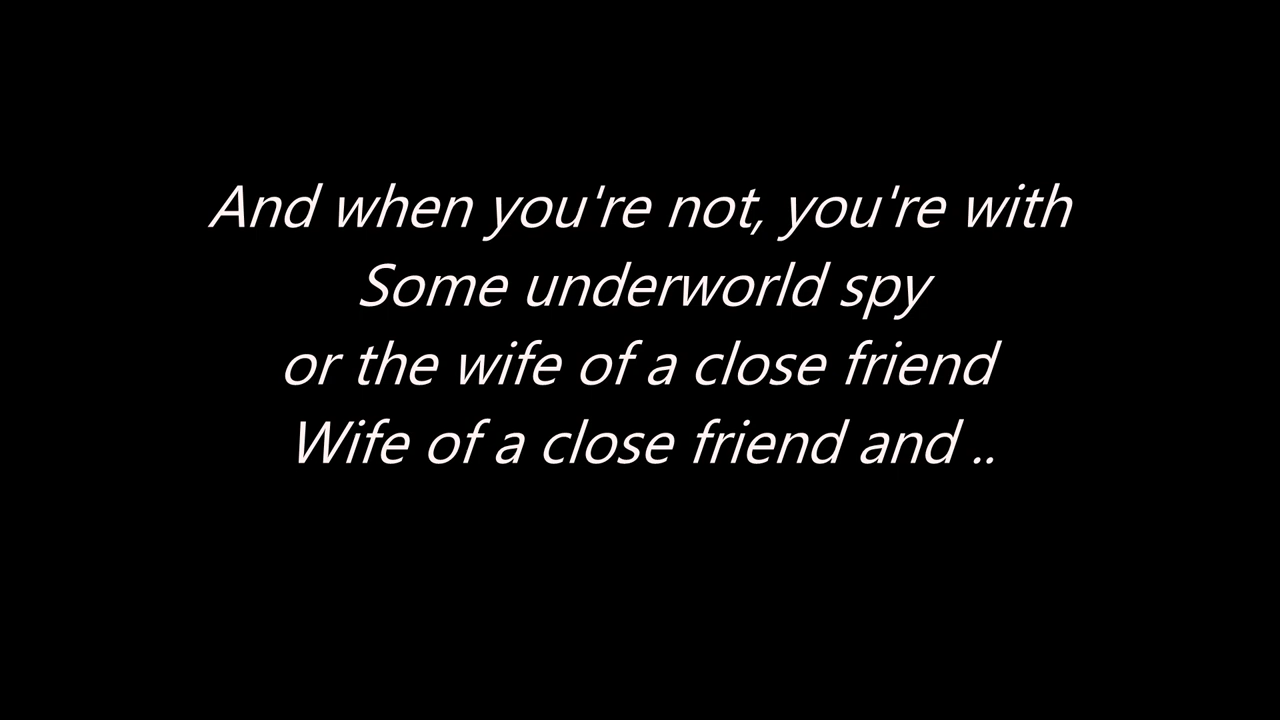 And when you're not, you're with
Some underworld spy
or the wife of a close friend
Wife of a close friend and ..